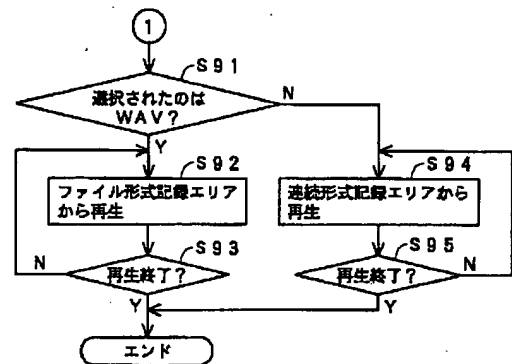 1
S91
選択されたのは
WAV?
N
Y
S92
ファイル形式記録エリア
から再生
S94
連続形式記録エリアから
再生
S93
再生終了?
N
Y
S95
再生終了?
N
Y
エンド